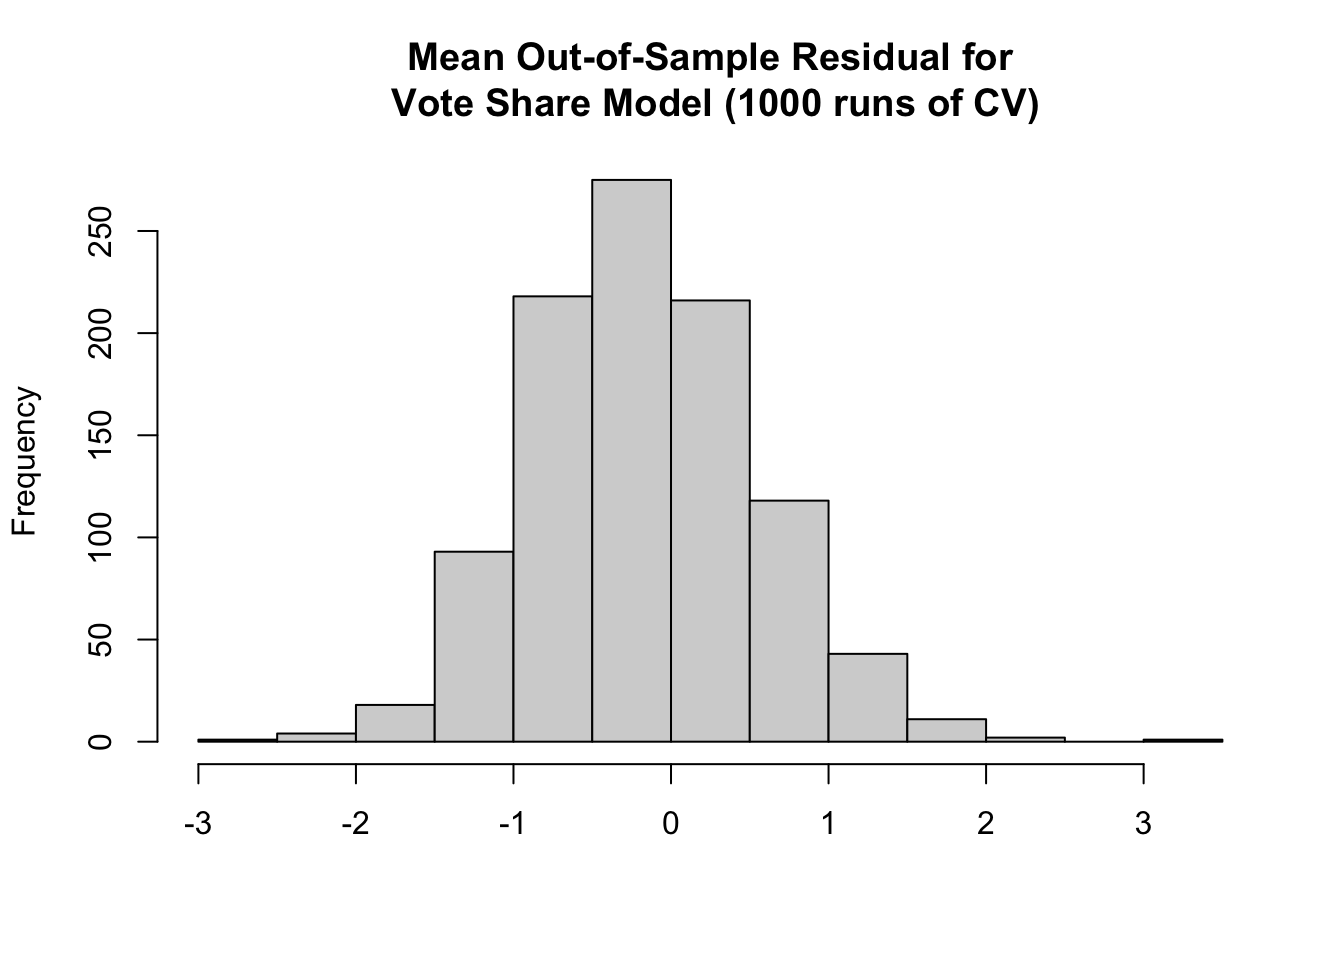 Mean Out-of-Sample Residual for
Vote Share Model (1000 runs of CV)
Frequency
250
200
150
100
50
0
-3 -2 -1 0 1 2 3